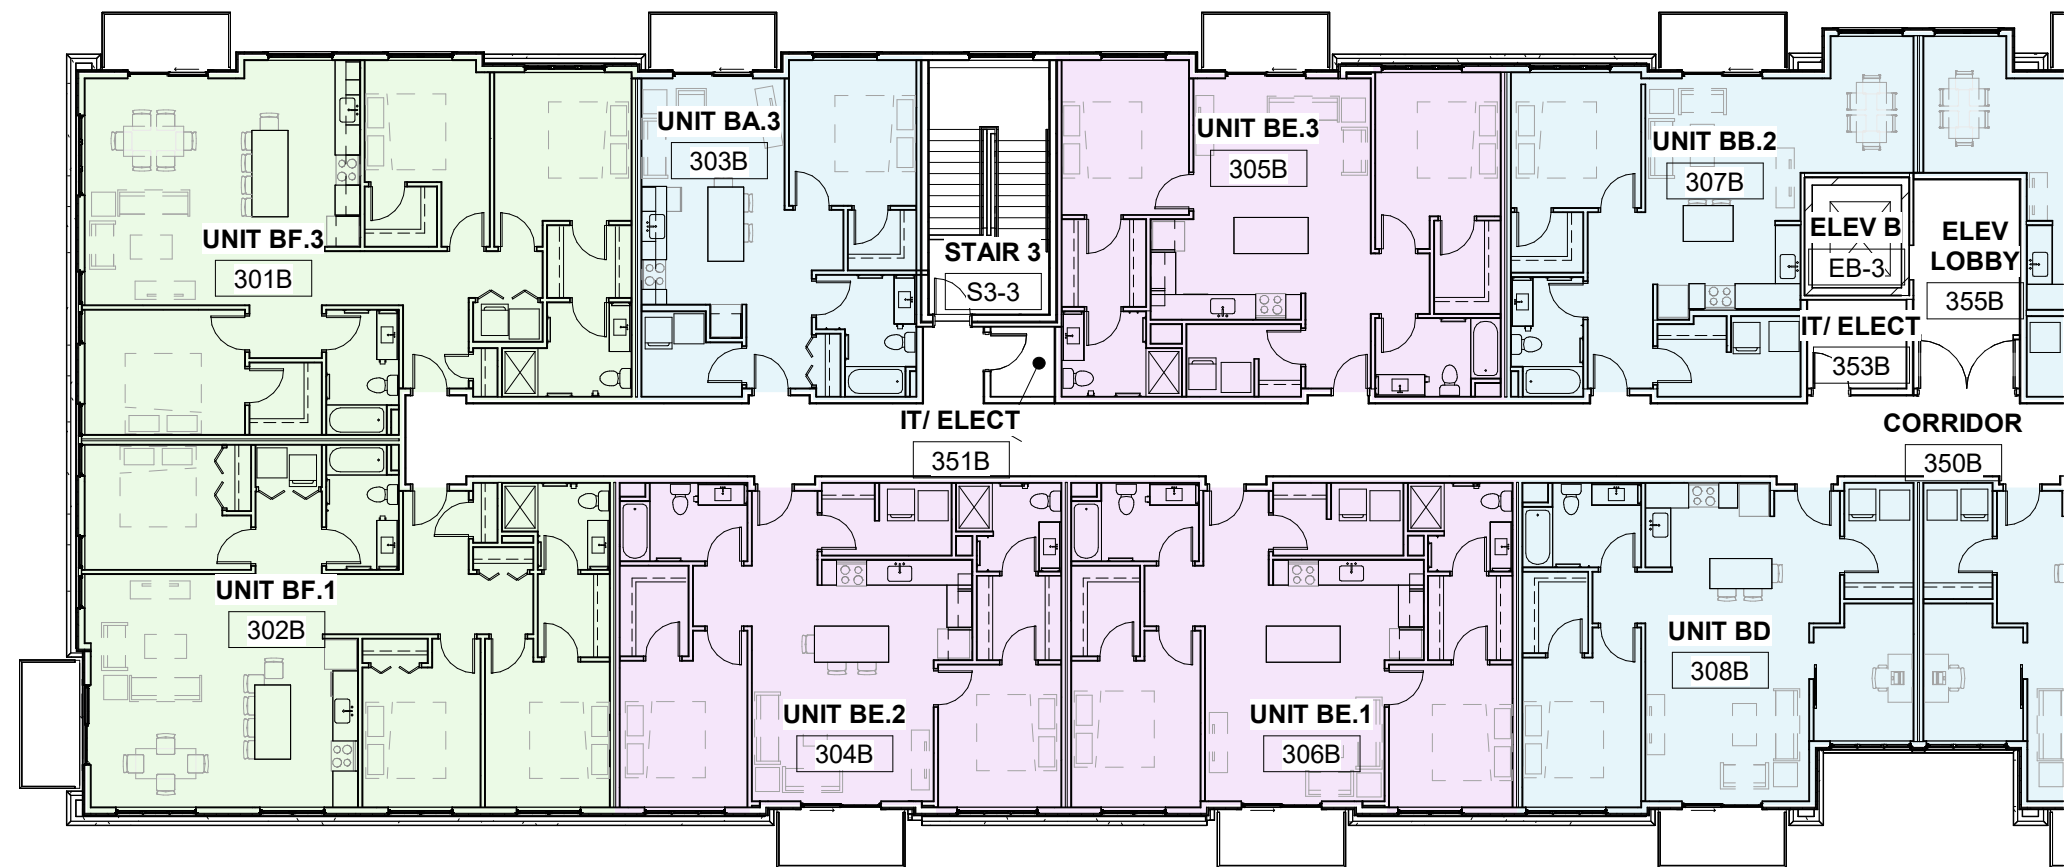 UNIT BF.3
301B
UNIT BA.3
303B
STAIR 3
S3-3
UNIT BE.3
305B
UNIT BB.2
307B
ELEV B
EB-3
ELEV
LOBBY
355B
IT/ ELECT
353B
IT/ ELECT
351B
CORRIDOR
350B
UNIT BF.1
302B
UNIT BE.2
304B
UNIT BE.1
306B
UNIT BD
308B